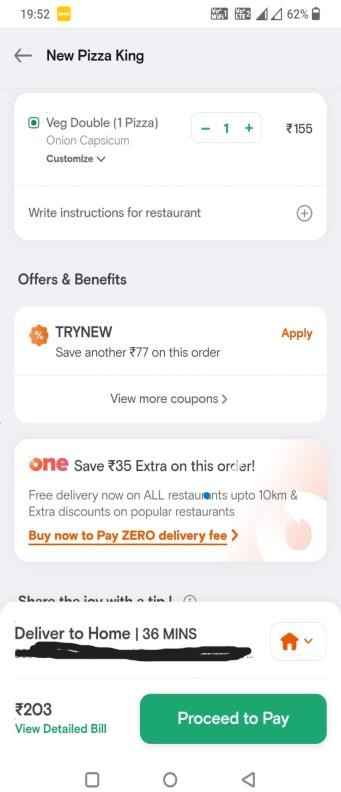 19:52
62%
New Pizza King
Veg Double (1 Pizza)
− 1 +
₹155
Onion Capsicum
Customize
Write instructions for restaurant
Offers & Benefits
%
TRYNEW
Apply
Save another ₹77 on this order
View more coupons >
one Save ₹35 Extra on this order!
Free delivery now on ALL restaurants upto 10km &
Extra discounts on popular restaurants
Buy now to Pay ZERO delivery fee >
Share the joy with a tip !
Deliver to Home | 36 MINS
₹203
View Detailed Bill
Proceed to Pay